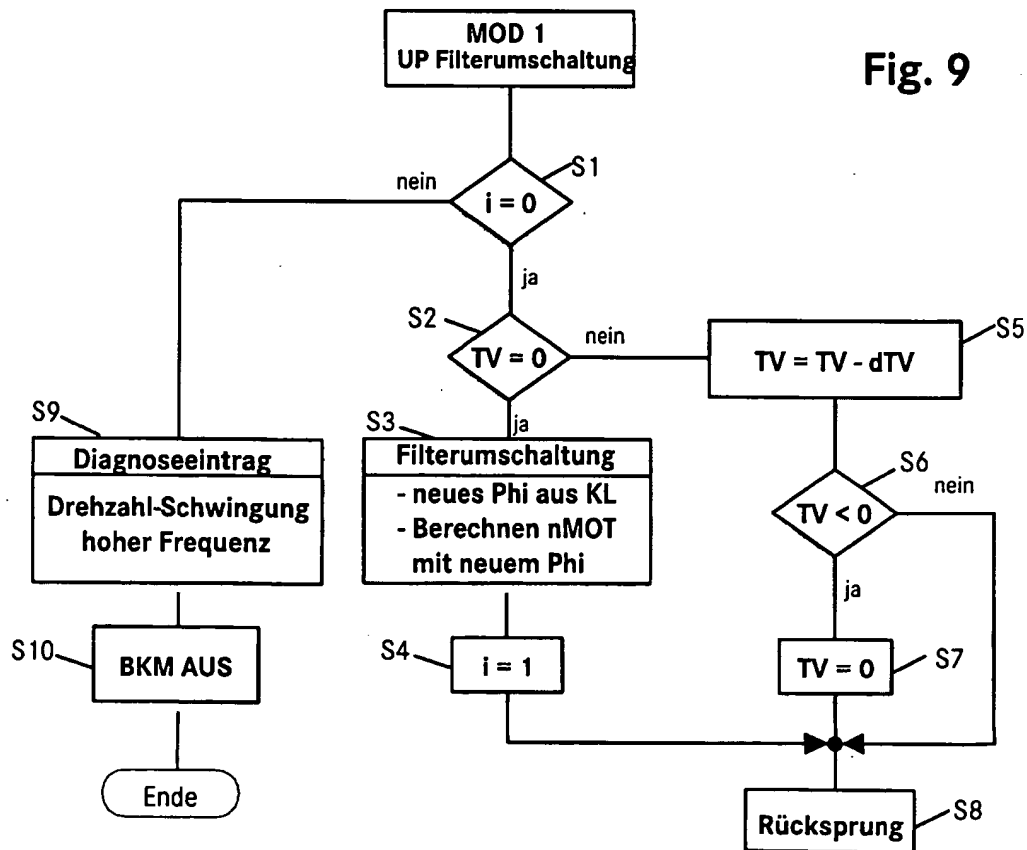 MOD 1
UP Filterumschaltung
Fig. 9
S1
nein
i = 0
ja
S2
nein
TV = 0
ja
S5
TV = TV - dTV
S9
Diagnoseeintrag
Drehzahl-Schwingung
hoher Frequenz
S3
Filterumschaltung
- neues Phi aus KL
- Berechnen nMOT
mit neuem Phi
S6
nein
TV < 0
ja
S10
BKM AUS
S4
i = 1
TV = 0
S7
Ende
Rücksprung
S8